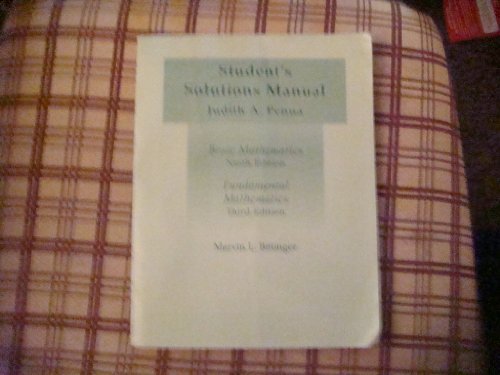 Student's
Solutions Manual
Judith A. Penna
Basic Mathematics
Ninth Edition
Fundamental
Mathematics
Third Edition
Marvin L. Bittinger